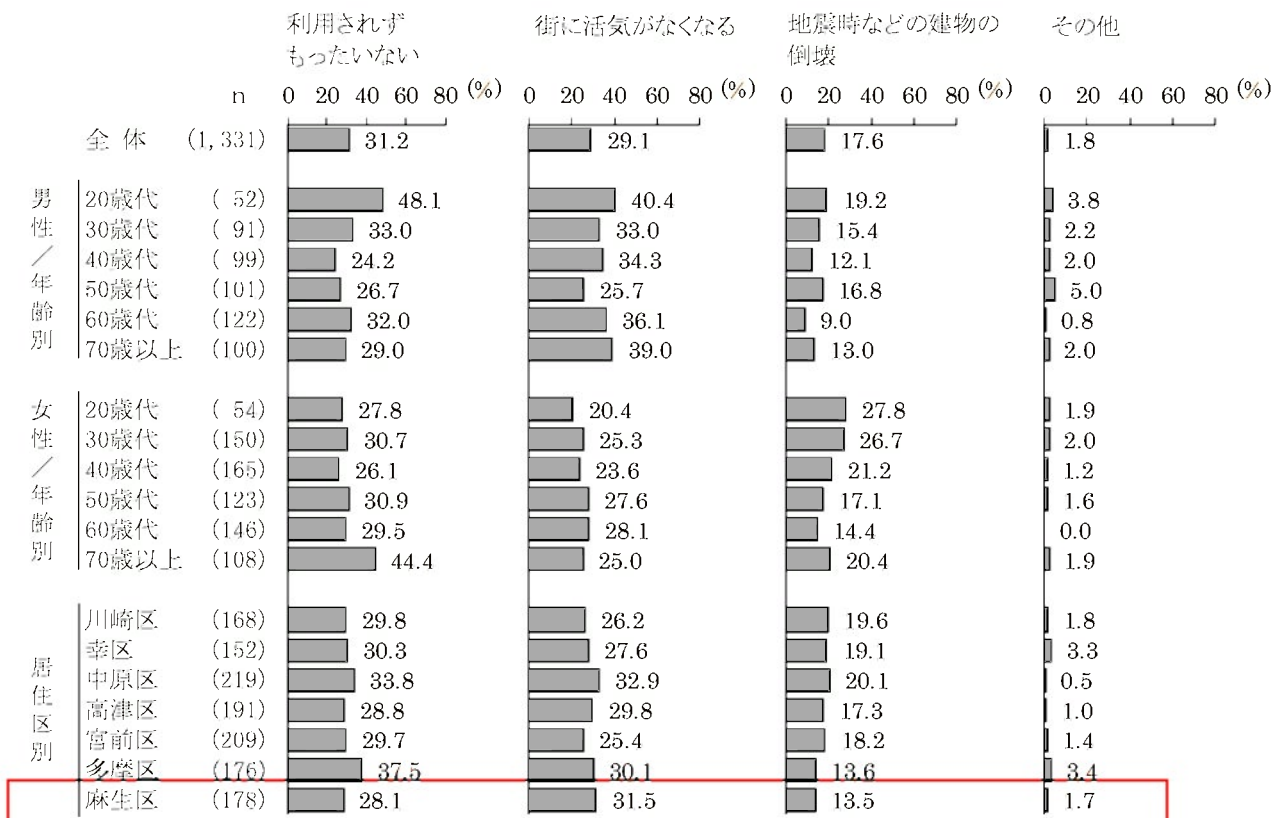 利用されず 街に活気がなくなる 地震時などの建物の その他
もったいない 倒壊
n 0 20 40 60 80 (%) 0 20 40 60 80 (%) 0 20 40 60 80 (%) 0 20 40 60 80 (%)
全 体 (1,331) 31.2 29.1 17.6 1.8
男性/年齢別
20歳代 ( 52) 48.1 40.4 19.2 3.8
30歳代 ( 91) 33.0 33.0 15.4 2.2
40歳代 ( 99) 24.2 34.3 12.1 2.0
50歳代 (101) 26.7 25.7 16.8 5.0
60歳代 (122) 32.0 36.1 9.0 0.8
70歳以上 (100) 29.0 39.0 13.0 2.0
女性/年齢別
20歳代 ( 54) 27.8 20.4 27.8 1.9
30歳代 (150) 30.7 25.3 26.7 2.0
40歳代 (165) 26.1 23.6 21.2 1.2
50歳代 (123) 30.9 27.6 17.1 1.6
60歳代 (146) 29.5 28.1 14.4 0.0
70歳以上 (108) 44.4 25.0 20.4 1.9
居住区別
川崎区 (168) 29.8 26.2 19.6 1.8
幸区 (152) 30.3 27.6 19.1 3.3
中原区 (219) 33.8 32.9 20.1 0.5
高津区 (191) 28.8 29.8 17.3 1.0
宮前区 (209) 29.7 25.4 18.2 1.4
多摩区 (176) 37.5 30.1 13.6 3.4
麻生区 (178) 28.1 31.5 13.5 1.7